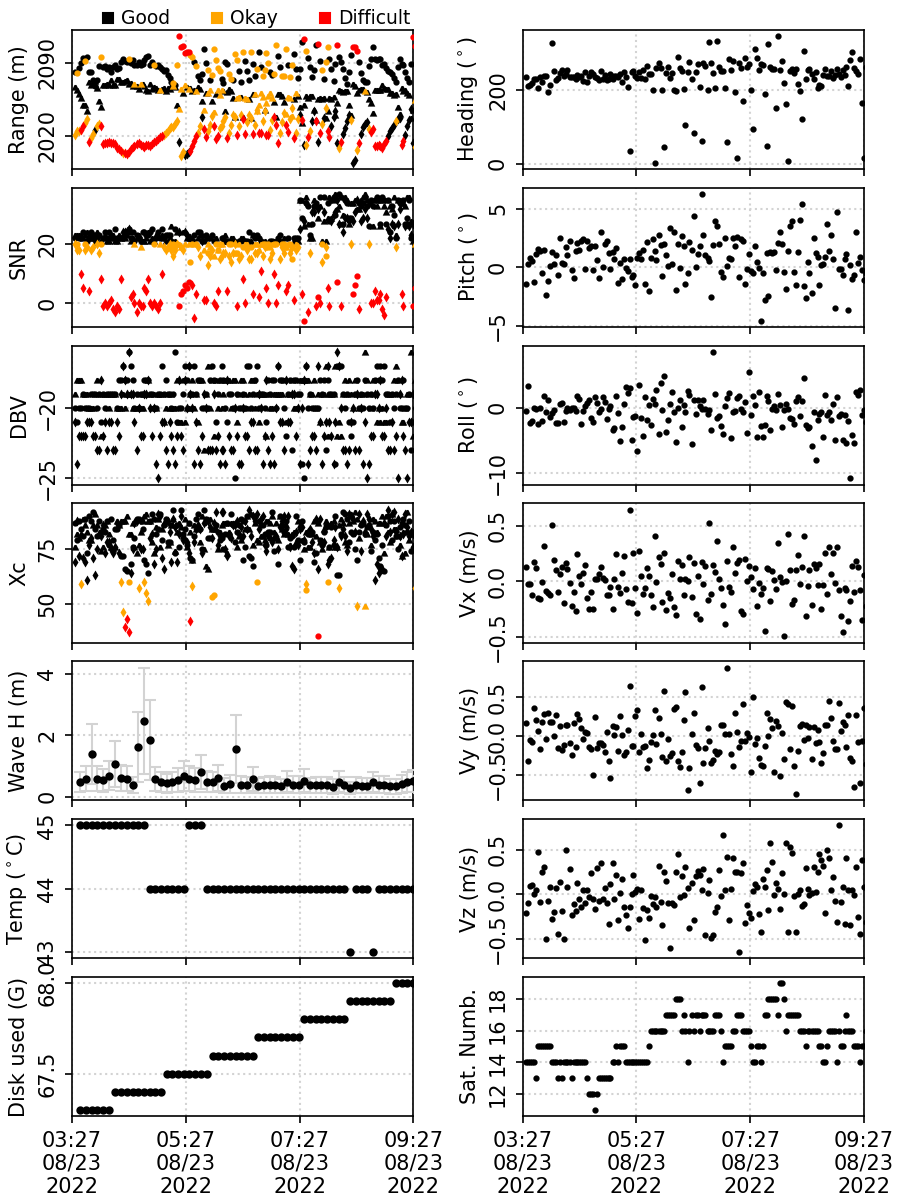 Good Okay Difficult
Range (m)
2090
2020
Heading (°)
200
0
SNR
20
0
Pitch (°)
5
0
−5
DBV
−20
−25
Roll (°)
0
−10
Xc
75
50
Vx (m/s)
0.5
0.0
−0.5
Wave H (m)
4
2
0
Vy (m/s)
0.5
0.0
−0.5
Temp (°C)
45
44
43
Vz (m/s)
0.5
0.0
−0.5
Disk used (G)
68.0
67.5
Sat. Numb.
18
16
14
12
03:27 05:27 07:27 09:27 03:27 05:27 07:27 09:27
08/23 08/23 08/23 08/23 08/23 08/23 08/23 08/23
2022 2022 2022 2022 2022 2022 2022 2022